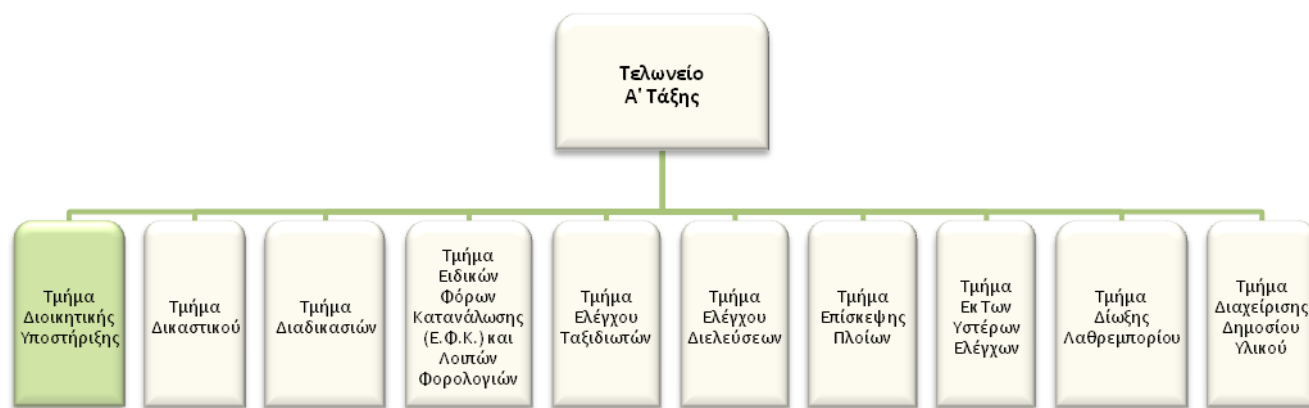 Τελωνείο
Α' Τάξης
Τμήμα
Διοικητικής
Υποστήριξης
Τμήμα
Δικαστικού
Τμήμα
Διαδικασιών
Τμήμα
Ειδικών
Φόρων
Κατανάλωσης
(Ε.Φ.Κ.) και
Λοιπών
Φορολογιών
Τμήμα
Ελέγχου
Ταξιδιωτών
Τμήμα
Ελέγχου
Διελεύσεων
Τμήμα
Επίσκεψης
Πλοίων
Τμήμα
Εκ Των
Υστέρων
Ελέγχων
Τμήμα
Δίωξης
Λαθρεμπορίου
Τμήμα
Διαχείρισης
Δημοσίου
Υλικού